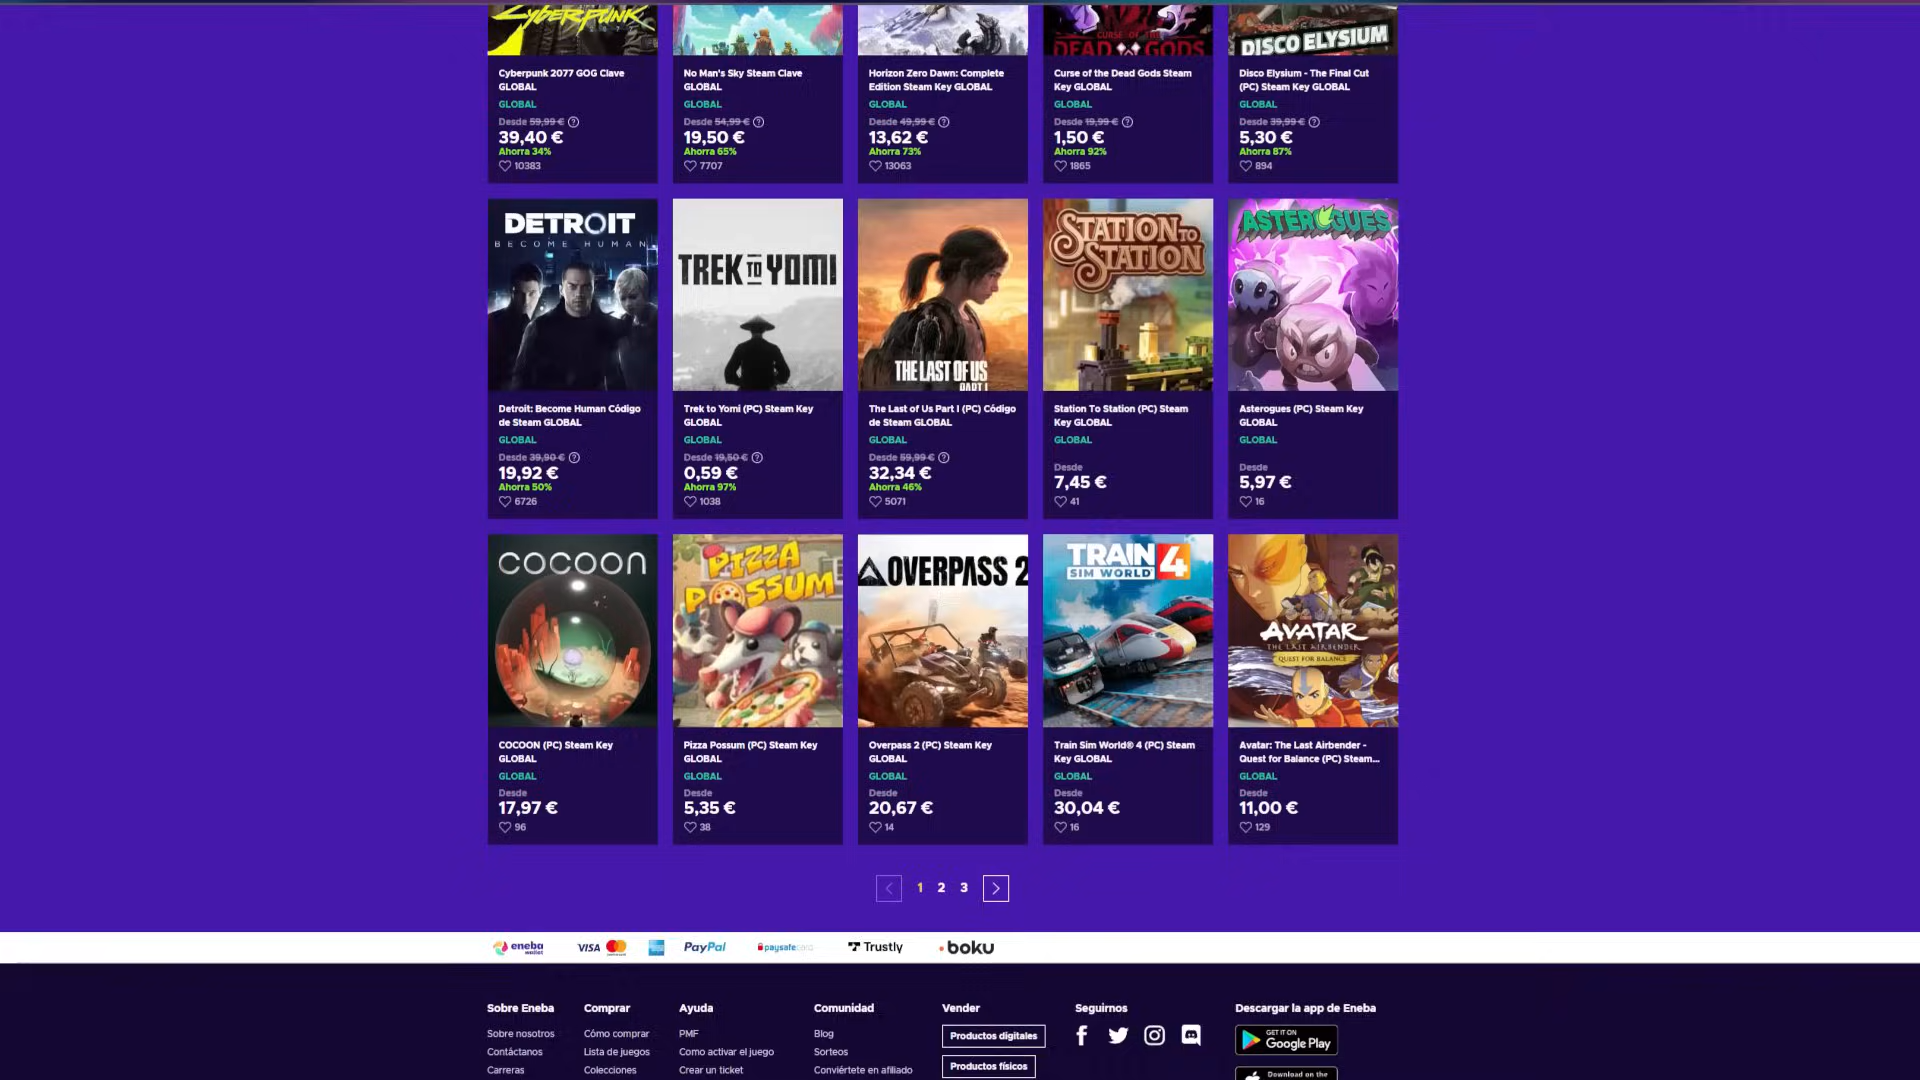 CYBERPUNK
CURSE OF THE
DEAD GODS
DISCO ELYSIUM
Cyberpunk 2077 GOG Clave
GLOBAL
GLOBAL
Desde 59,99 €
39,40 €
Ahorra 34%
10383
No Man's Sky Steam Clave
GLOBAL
GLOBAL
Desde 54,99 €
19,50 €
Ahorra 65%
7707
Horizon Zero Dawn: Complete
Edition Steam Key GLOBAL
GLOBAL
Desde 49,99 €
13,62 €
Ahorra 73%
13063
Curse of the Dead Gods Steam
Key GLOBAL
GLOBAL
Desde 19,99 €
1,50 €
Ahorra 92%
1865
Disco Elysium - The Final Cut
(PC) Steam Key GLOBAL
GLOBAL
Desde 39,99 €
5,30 €
Ahorra 87%
894
DETROIT
BECOME HUMAN
TREK TO YOMI
THE LAST OF US
PART I
STATION TO
STATION
ASTEROGUES
Detroit: Become Human Código
de Steam GLOBAL
GLOBAL
Desde 39,90 €
19,92 €
Ahorra 50%
6726
Trek to Yomi (PC) Steam Key
GLOBAL
GLOBAL
Desde 19,50 €
0,59 €
Ahorra 97%
1038
The Last of Us Part I (PC) Código
de Steam GLOBAL
GLOBAL
Desde 59,99 €
32,34 €
Ahorra 46%
5071
Station To Station (PC) Steam
Key GLOBAL
GLOBAL
Desde
7,45 €
41
Asterogues (PC) Steam Key
GLOBAL
GLOBAL
Desde
5,97 €
16
COCOON
PIZZA
POSSUM
OVERPASS 2
TRAIN
SIM WORLD 4
AVATAR
THE LAST AIRBENDER
QUEST FOR BALANCE
COCOON (PC) Steam Key
GLOBAL
GLOBAL
Desde
17,97 €
96
Pizza Possum (PC) Steam Key
GLOBAL
GLOBAL
Desde
5,35 €
38
Overpass 2 (PC) Steam Key
GLOBAL
GLOBAL
Desde
20,67 €
14
Train Sim World® 4 (PC) Steam
Key GLOBAL
GLOBAL
Desde
30,04 €
16
Avatar: The Last Airbender -
Quest for Balance (PC) Steam...
GLOBAL
Desde
11,00 €
129
1 2 3
eneba wallet VISA PayPal paysafecard Trustly boku
Sobre Eneba
Sobre nosotros
Contáctanos
Carreras
Comprar
Cómo comprar
Lista de juegos
Colecciones
Ayuda
PMF
Como activar el juego
Crear un ticket
Comunidad
Blog
Sorteos
Conviértete en afiliado
Vender
Productos digitales
Productos físicos
Seguirnos
Descargar la app de Eneba
GET IT ON
Google Play
Download on the